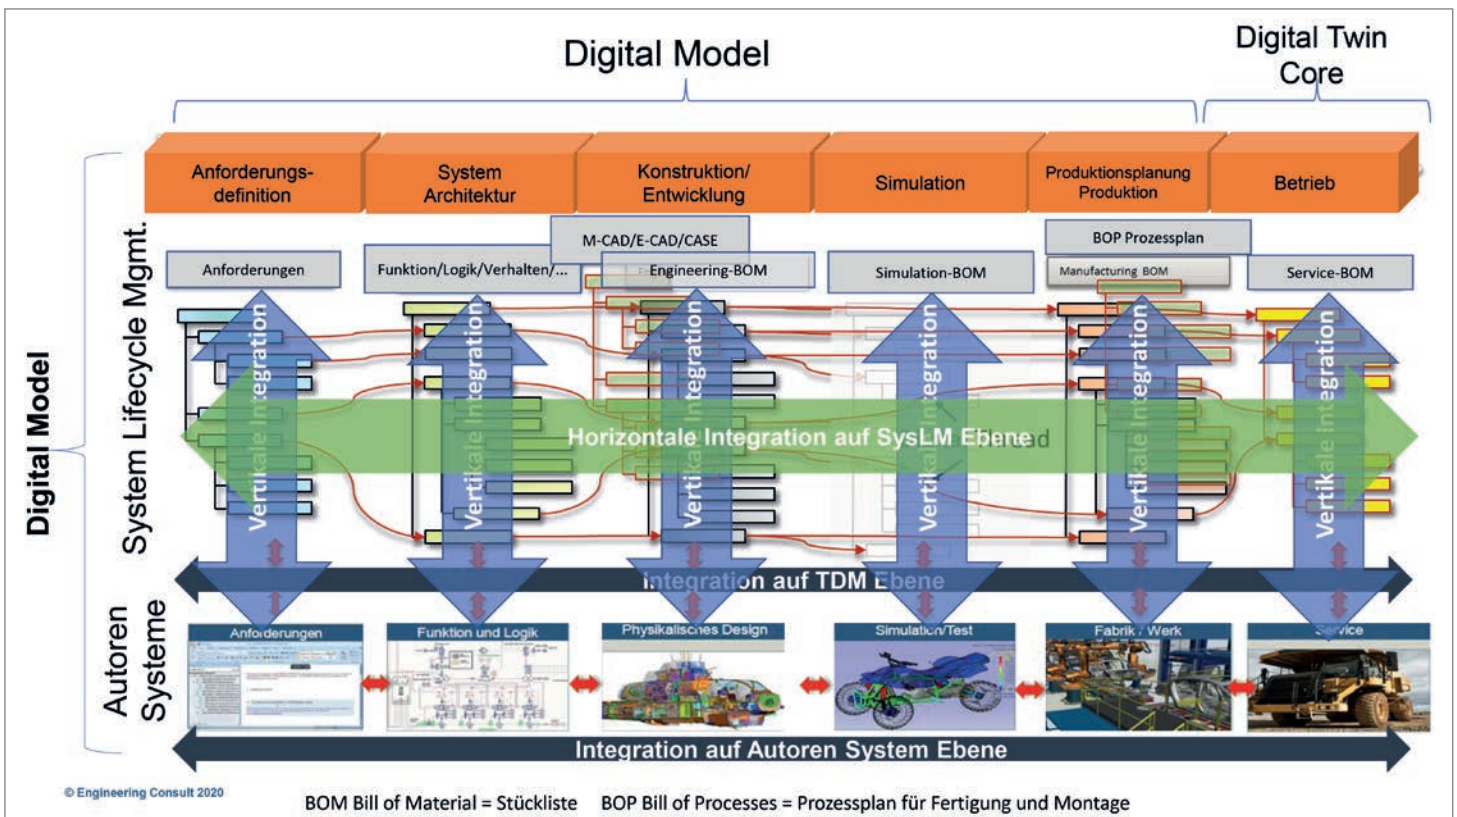 Digital Model
Digital Twin
Core
Anforderungs-
definition
System
Architektur
Konstruktion/
Entwicklung
Simulation
Produktionsplanung
Produktion
Betrieb
Digital Model
System Lifecycle Mgmt.
Autoren
Systeme
M-CAD/E-CAD/CASE
BOP Prozessplan
Anforderungen
Funktion/Logik/Verhalten/...
Engineering-BOM
Simulation-BOM
Manufacturing BOM
Service-BOM
Vertikale Integration
Vertikale Integration
Vertikale Integration
Vertikale Integration
Vertikale Integration
Vertikale Integration
Horizontale Integration auf SysLM Ebene
Integration auf TDM Ebene
Anforderungen
Funktion und Logik
Physikalisches Design
Simulation/Test
Fabrik / Werk
Service
Integration auf Autoren System Ebene
© Engineering Consult 2020
BOM Bill of Material = Stückliste BOP Bill of Processes = Prozessplan für Fertigung und Montage